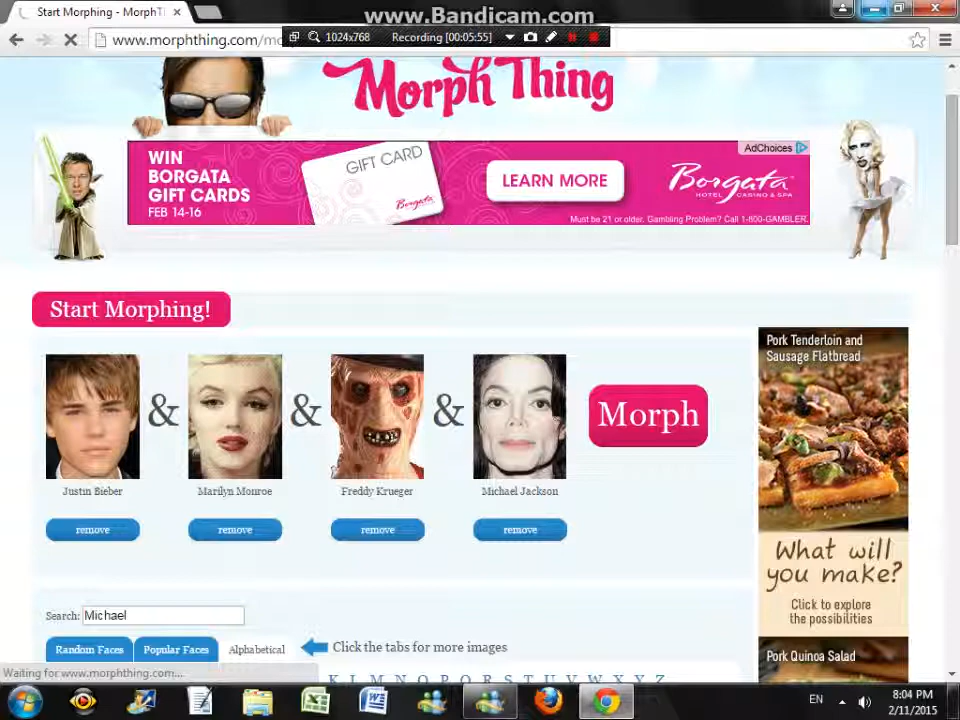 www.Bandicam.com
Start Morphing - MorphT
www.morphthing.com/mo
1024x768
Recording [00:05:55]
Morph Thing
WIN
BORGATA
GIFT CARDS
FEB 14-16
GIFT CARD
Borgata
LEARN MORE
AdChoices
Borgata
HOTEL CASINO & SPA
Must be 21 or older. Gambling Problem? Call 1-800-GAMBLER.
Start Morphing!
& & &
Morph
Justin Bieber
Marilyn Monroe
Freddy Krueger
Michael Jackson
remove
remove
remove
remove
Pork Tenderloin and
Sausage Flatbread
What will
you make?
Click to explore
the possibilities
Pork Quinoa Salad
Search: Michael
Random Faces
Popular Faces
Alphabetical
Click the tabs for more images
K L M N O P Q R S T U V W X Y Z
Waiting for www.morphthing.com...
EN
8:04 PM
2/11/2015